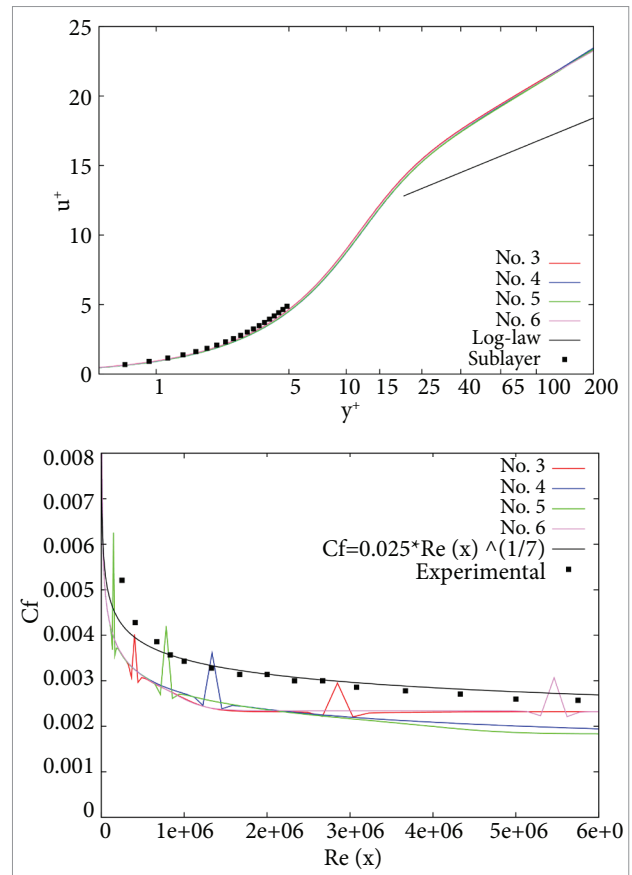 25
20
15
10
5
0
u+
1 5 10 15 25 40 65 100 200
y+
No. 3
No. 4
No. 5
No. 6
Log-law
Sublayer
0.008
0.007
0.006
0.005
0.004
0.003
0.002
0.001
0
Cf
No. 3
No. 4
No. 5
No. 6
Cf=0.025*Re (x) ^(1/7)
Experimental
0 1e+06 2e+06 3e+06 4e+06 5e+06 6e+0
Re (x)